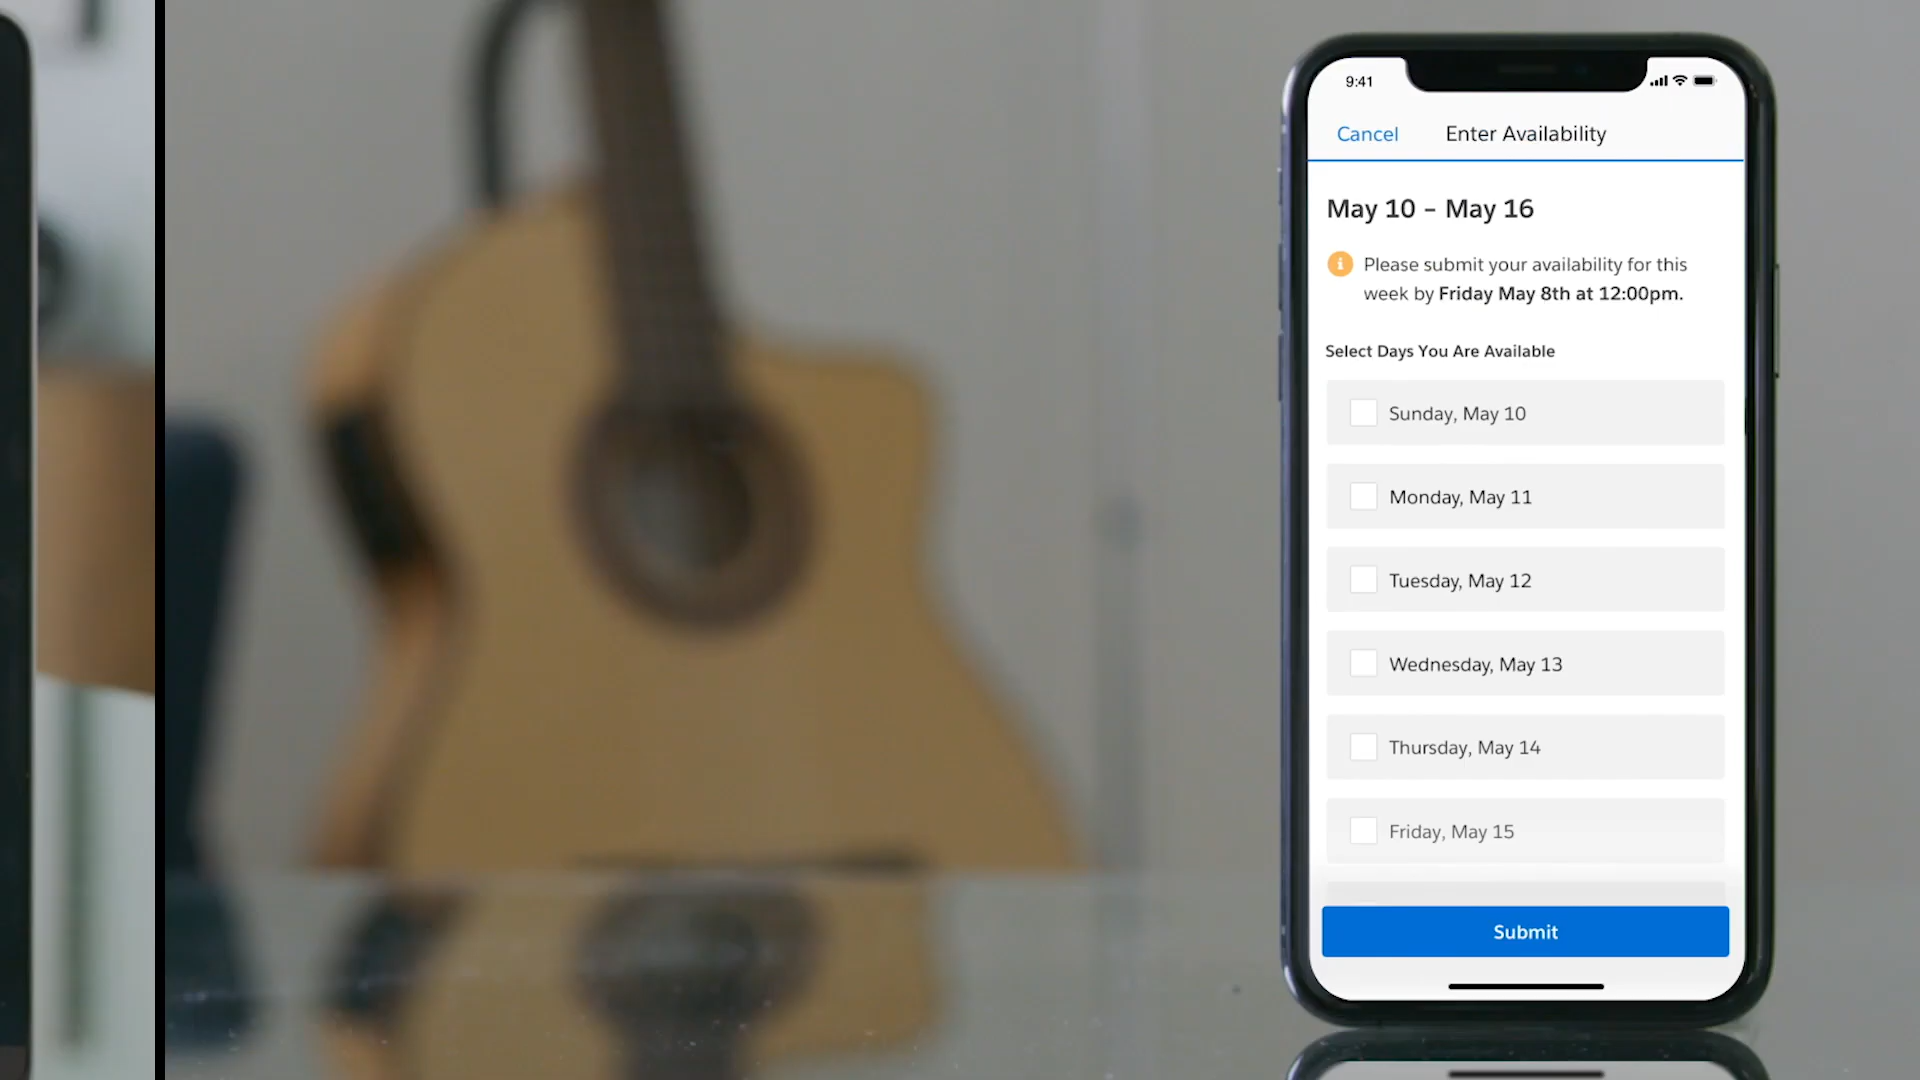 9:41
Cancel Enter Availability
May 10 – May 16
Please submit your availability for this
week by Friday May 8th at 12:00pm.
Select Days You Are Available
Sunday, May 10
Monday, May 11
Tuesday, May 12
Wednesday, May 13
Thursday, May 14
Friday, May 15
Submit